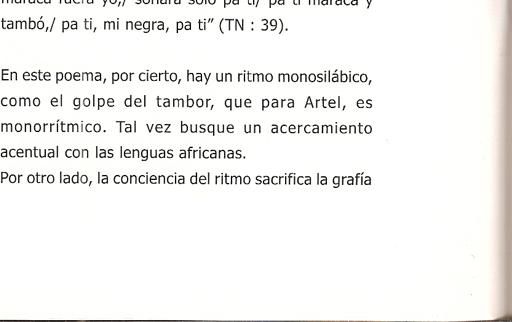 maraca fuera yo,/ sonara sólo pa ti/ pa ti maraca y
tambó,/ pa ti, mi negra, pa ti” (TN : 39).
En este poema, por cierto, hay un ritmo monosilábico,
como el golpe del tambor, que para Artel, es
monorrítmico. Tal vez busque un acercamiento
acentual con las lenguas africanas.
Por otro lado, la conciencia del ritmo sacrifica la grafía